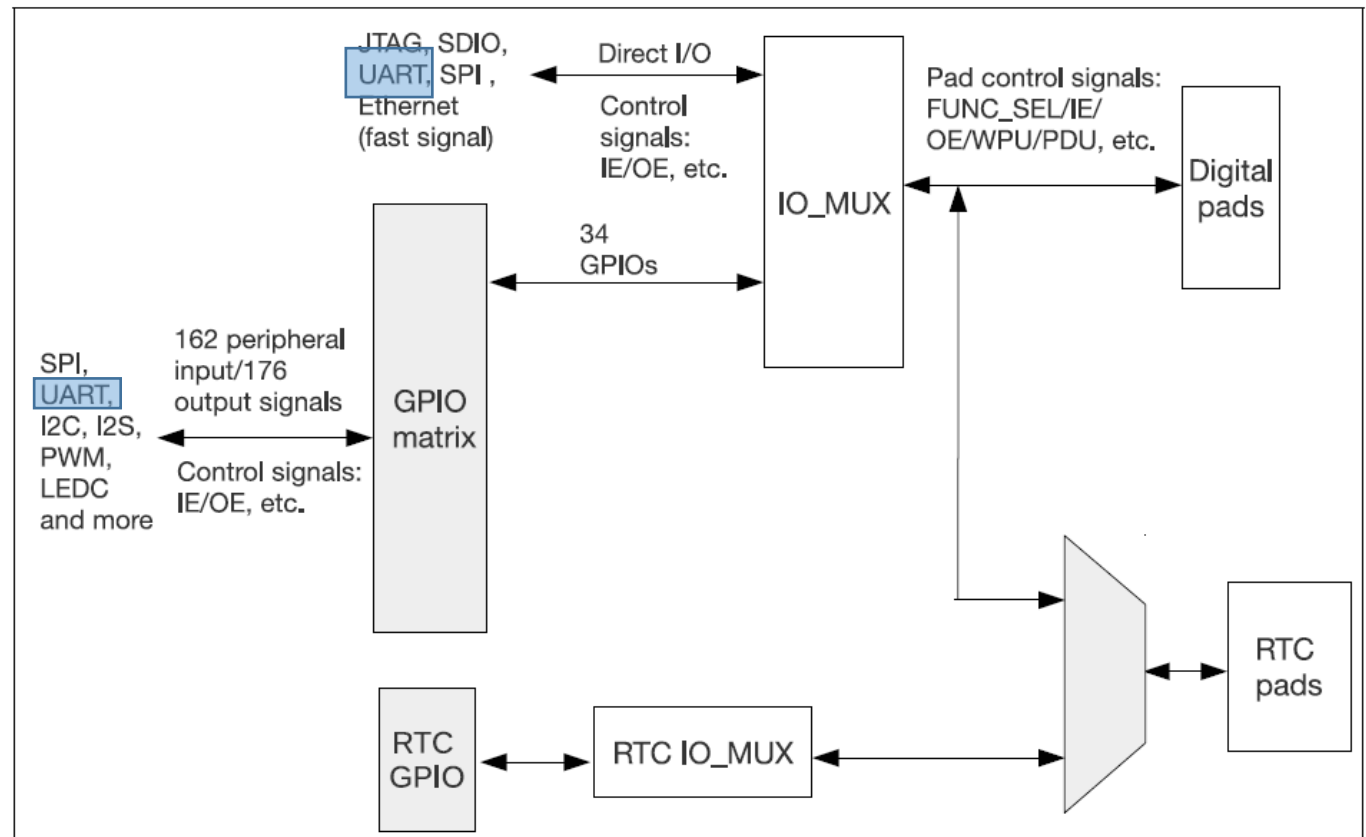 JTAG, SDIO,
UART, SPI ,
Ethernet
(fast signal)
Direct I/O
Control
signals:
IE/OE, etc.
IO_MUX
Pad control signals:
FUNC_SEL/IE/
OE/WPU/PDU, etc.
Digital
pads
34
GPIOs
SPI,
UART,
I2C, I2S,
PWM,
LEDC
and more
162 peripheral
input/176
output signals
Control signals:
IE/OE, etc.
GPIO
matrix
RTC
GPIO
RTC IO_MUX
RTC
pads